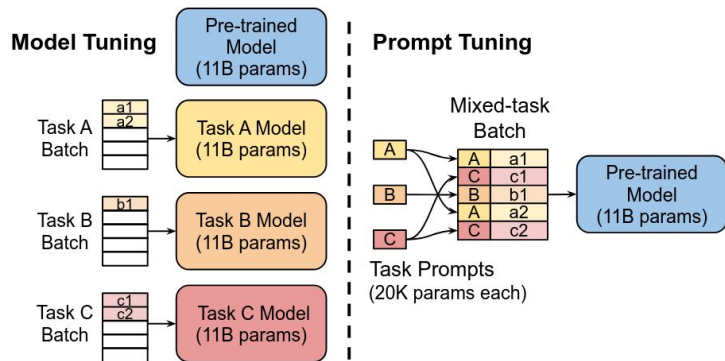 Model Tuning
Pre-trained
Model
(11B params)
Task A
Batch
a1
a2
Task A Model
(11B params)
Task B
Batch
b1
Task B Model
(11B params)
Task C
Batch
c1
c2
Task C Model
(11B params)
Prompt Tuning
Mixed-task
Batch
A
B
C
A a1
C c1
B b1
A a2
C c2
Task Prompts
(20K params each)
Pre-trained
Model
(11B params)